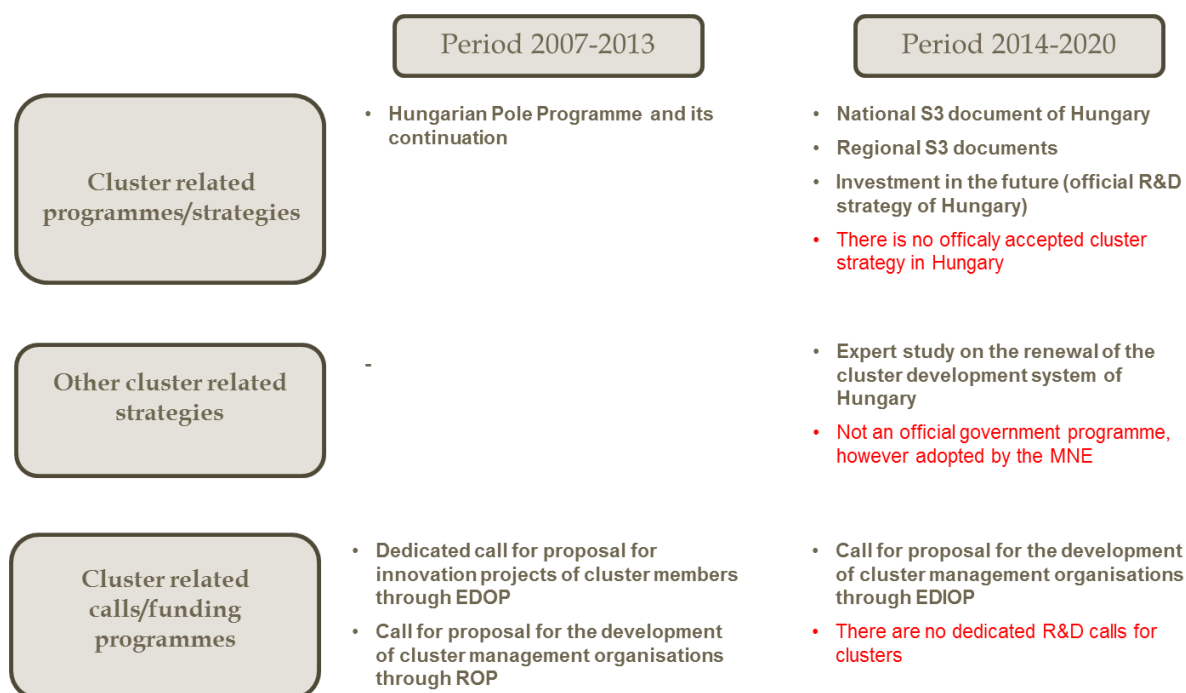 Period 2007-2013
Period 2014-2020
Cluster related
programmes/strategies
• Hungarian Pole Programme and its
continuation
• National S3 document of Hungary
• Regional S3 documents
• Investment in the future (official R&D
strategy of Hungary)
• There is no officaly accepted cluster
strategy in Hungary
Other cluster related
strategies
-
• Expert study on the renewal of the
cluster development system of
Hungary
• Not an official government programme,
however adopted by the MNE
Cluster related
calls/funding
programmes
• Dedicated call for proposal for
innovation projects of cluster members
through EDOP
• Call for proposal for the development
of cluster management organisations
through ROP
• Call for proposal for the development
of cluster management organisations
through EDIOP
• There are no dedicated R&D calls for
clusters